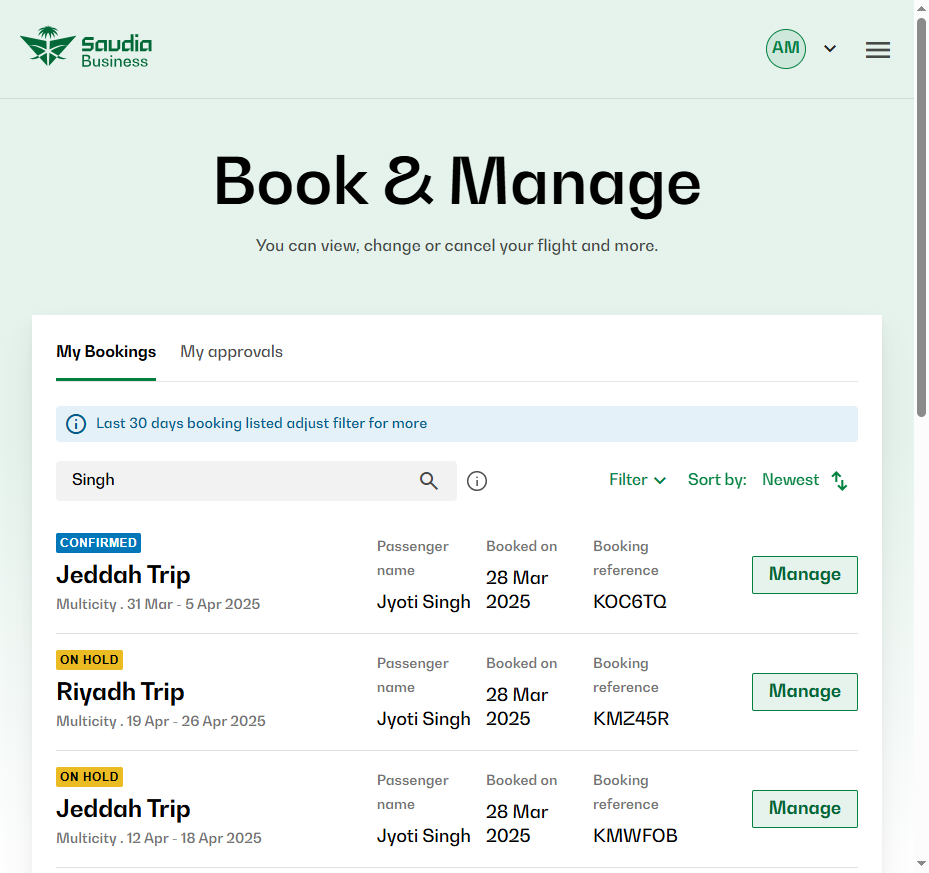 Saudia
Business
AM
Book & Manage
You can view, change or cancel your flight and more.
My Bookings My approvals
Last 30 days booking listed adjust filter for more
Singh Filter Sort by: Newest
CONFIRMED
Jeddah Trip
Multicity . 31 Mar - 5 Apr 2025
Passenger name
Jyoti Singh
Booked on
28 Mar 2025
Booking reference
KOC6TQ
Manage
ON HOLD
Riyadh Trip
Multicity . 19 Apr - 26 Apr 2025
Passenger name
Jyoti Singh
Booked on
28 Mar 2025
Booking reference
KMZ45R
Manage
ON HOLD
Jeddah Trip
Multicity . 12 Apr - 18 Apr 2025
Passenger name
Jyoti Singh
Booked on
28 Mar 2025
Booking reference
KMWFOB
Manage